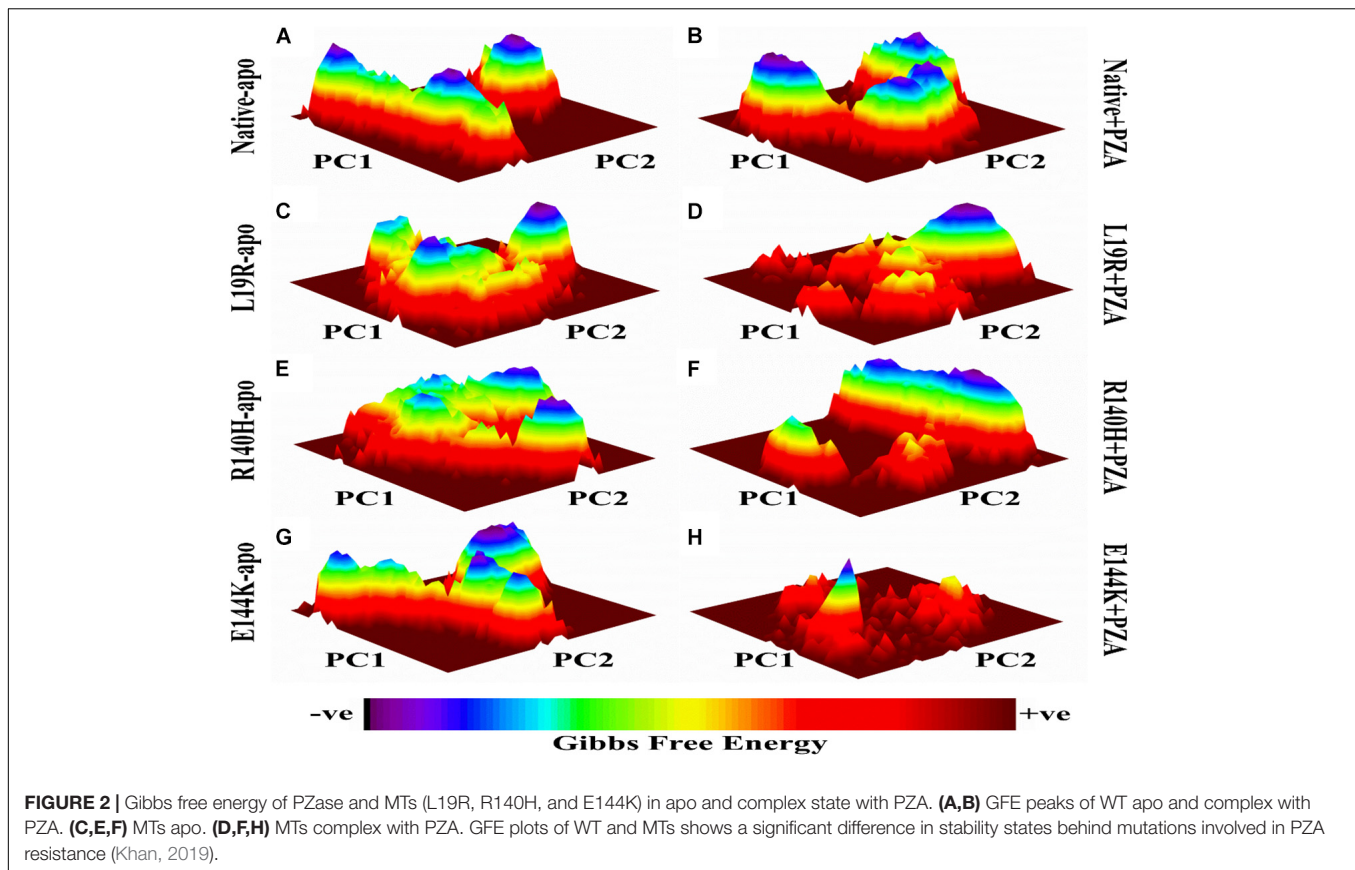 A
B
Native-apo
Native+PZA
PC1
PC2
PC1
PC2
C
D
L19R-apo
L19R+PZA
PC1
PC2
PC1
PC2
E
F
R140H-apo
R140H+PZA
PC1
PC2
PC1
PC2
G
H
E144K-apo
E144K+PZA
PC1
PC2
PC1
PC2
-ve
+ve
Gibbs Free Energy
FIGURE 2 | Gibbs free energy of PZase and MTs (L19R, R140H, and E144K) in apo and complex state with PZA. (A,B) GFE peaks of WT apo and complex with
PZA. (C,E,F) MTs apo. (D,F,H) MTs complex with PZA. GFE plots of WT and MTs shows a significant difference in stability states behind mutations involved in PZA
resistance (Khan, 2019).